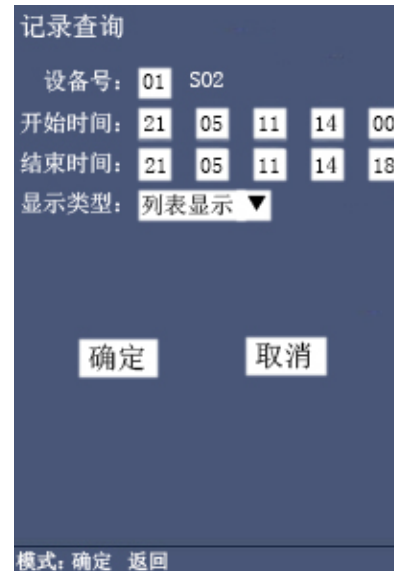 记录查询
设备号: 01 SO2
开始时间: 21 05 11 14 00
结束时间: 21 05 11 14 18
显示类型: 列表显示 ▼
确定 取消
模式: 确定 返回